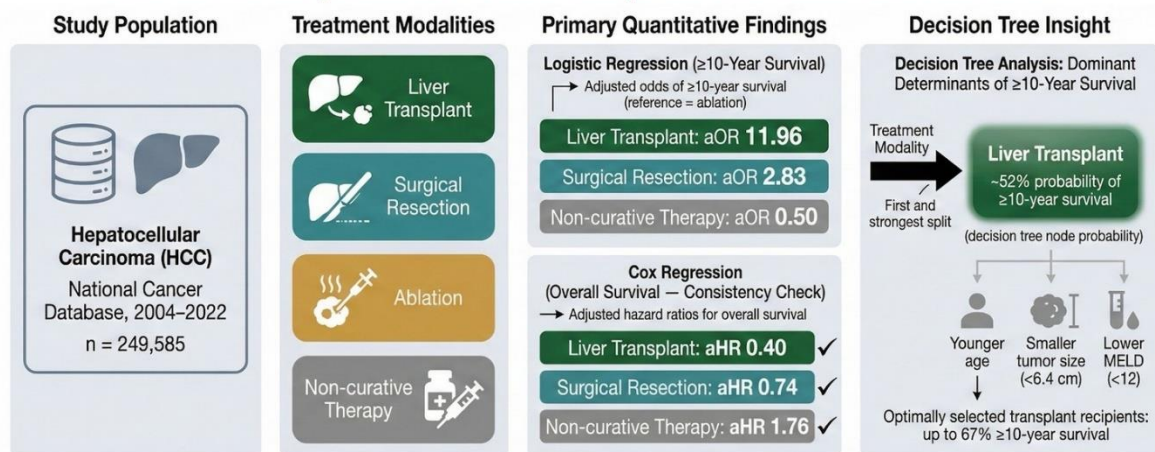 Study Population
Hepatocellular
Carcinoma (HCC)
National Cancer
Database, 2004–2022
n = 249,585
Treatment Modalities
Liver
Transplant
Surgical
Resection
Ablation
Non-curative
Therapy
Primary Quantitative Findings
Logistic Regression (≥10-Year Survival)
Adjusted odds of ≥10-year survival
(reference = ablation)
Liver Transplant: aOR 11.96
Surgical Resection: aOR 2.83
Non-curative Therapy: aOR 0.50
Cox Regression
(Overall Survival — Consistency Check)
Adjusted hazard ratios for overall survival
Liver Transplant: aHR 0.40 ✓
Surgical Resection: aHR 0.74 ✓
Non-curative Therapy: aHR 1.76 ✓
Decision Tree Insight
Decision Tree Analysis: Dominant
Determinants of ≥10-Year Survival
Treatment
Modality
First and
strongest split
Liver Transplant
~52% probability of
≥10-year survival
(decision tree node probability)
Younger
age
Smaller
tumor size
(<6.4 cm)
Lower
MELD
(<12)
Optimally selected transplant recipients:
up to 67% ≥10-year survival